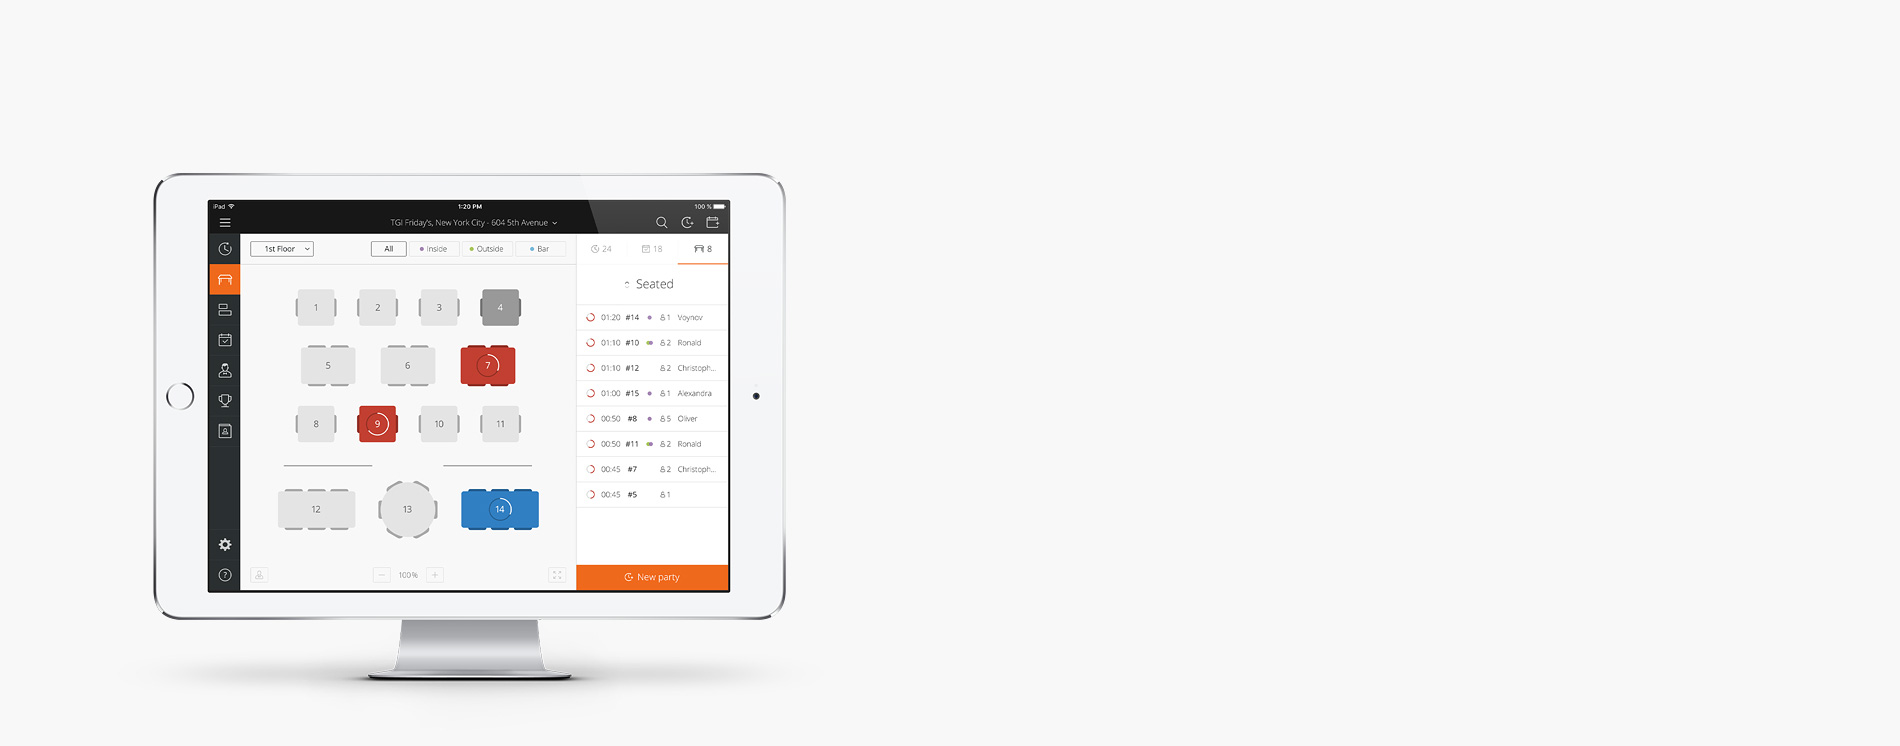 iPad 1:20 PM 100 %
TGI Friday's, New York City - 604 5th Avenue
1st Floor All Inside Outside Bar
24 18 8
Seated
1 2 3 4
5 6 7
8 9 10 11
12 13 14
01:20 #14 1 Voynov
01:10 #10 2 Ronald
01:10 #12 2 Christoph...
01:00 #15 1 Alexandra
00:50 #8 5 Oliver
00:50 #11 2 Ronald
00:45 #7 2 Christoph...
00:45 #5 1
? 100% New party